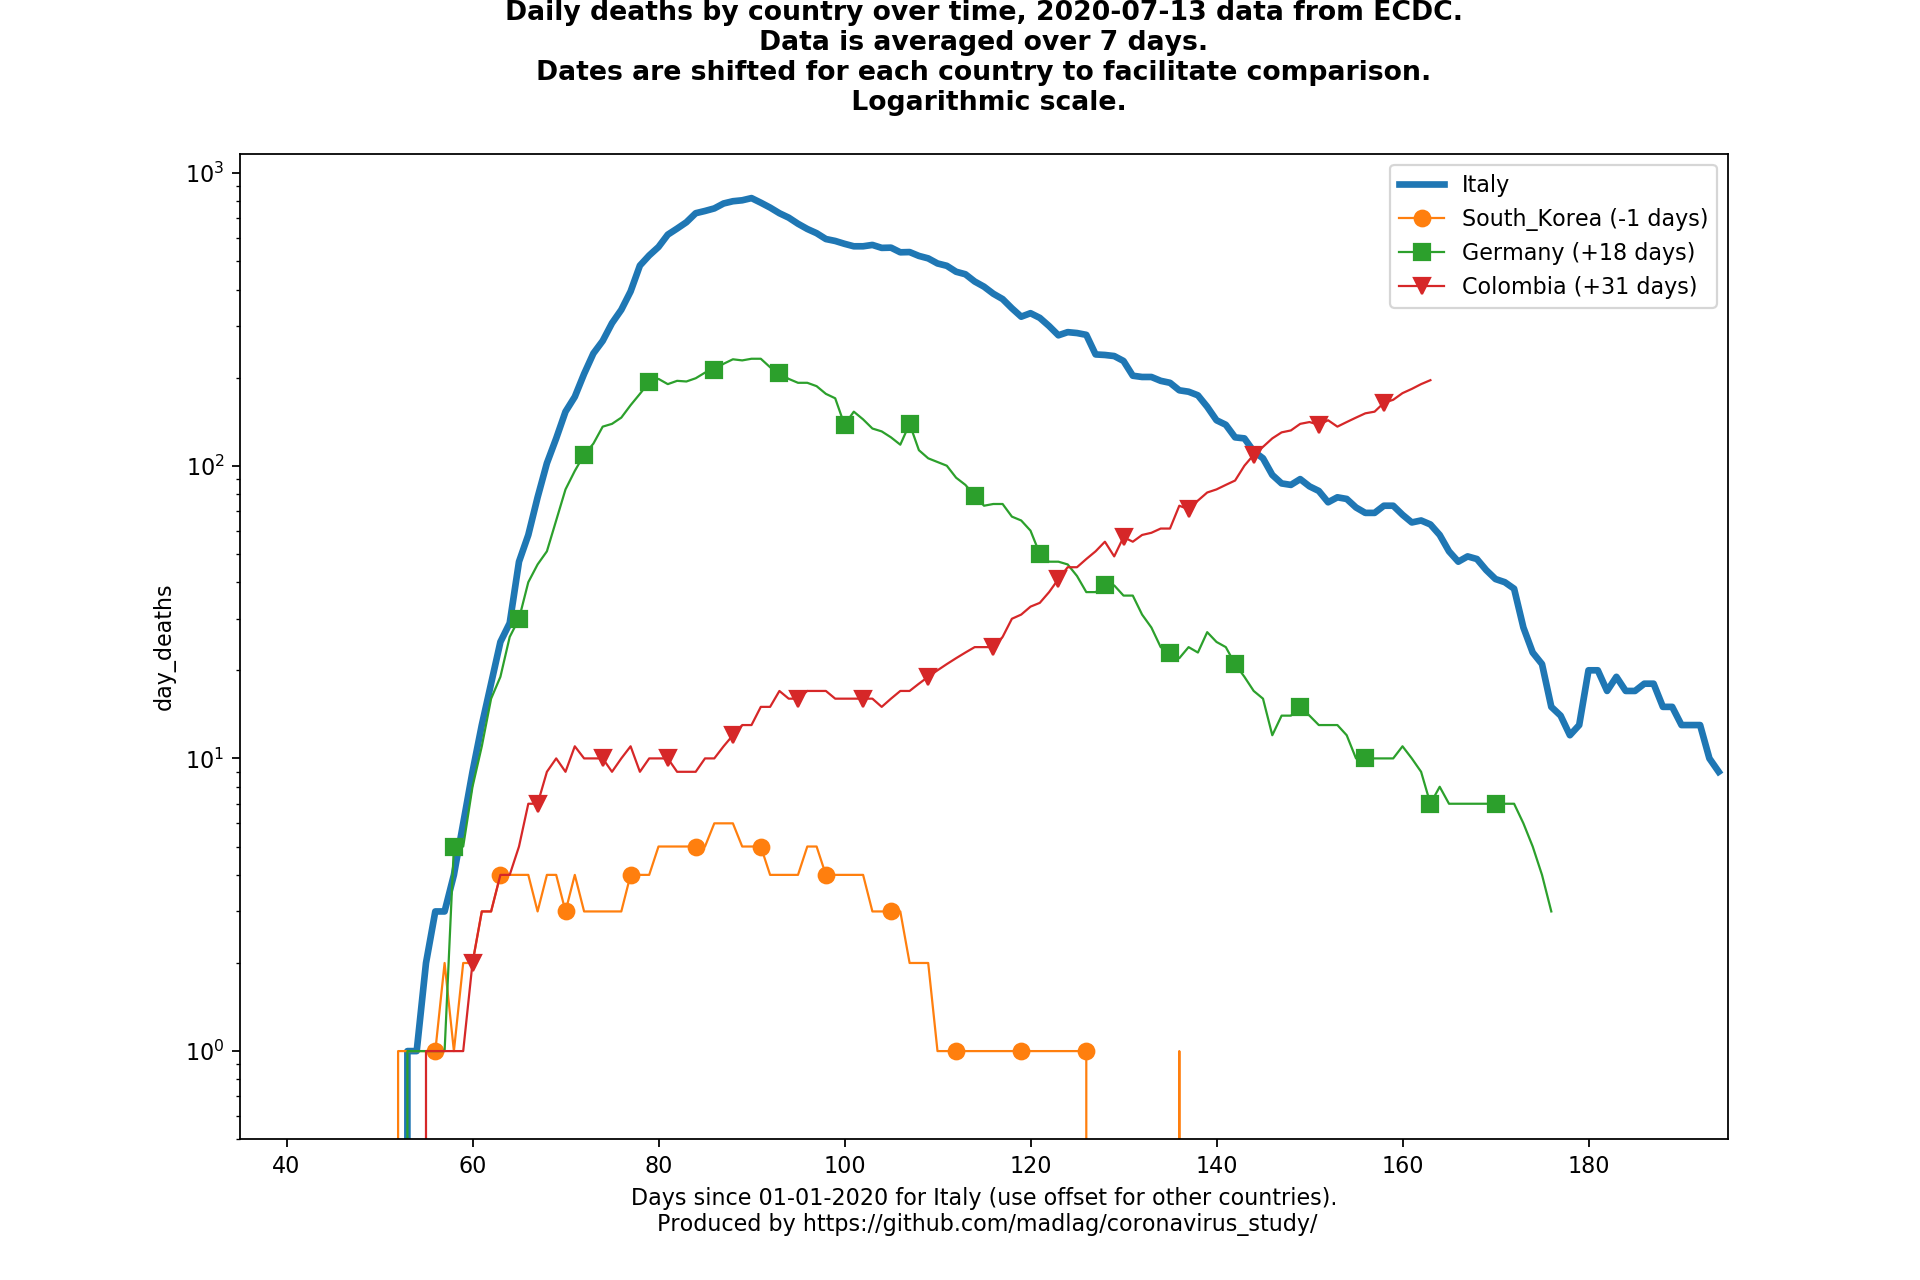 Daily deaths by country over time, 2020-07-13 data from ECDC.
Data is averaged over 7 days.
Dates are shifted for each country to facilitate comparison.
Logarithmic scale.
10³
10²
10¹
10⁰
day_deaths
Italy
South_Korea (-1 days)
Germany (+18 days)
Colombia (+31 days)
40 60 80 100 120 140 160 180
Days since 01-01-2020 for Italy (use offset for other countries).
Produced by https://github.com/madlag/coronavirus_study/